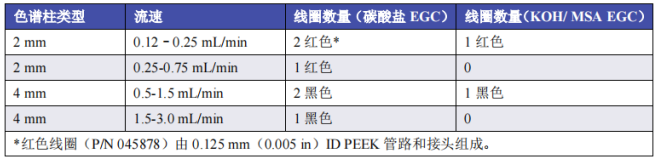 色谱柱类型 流速 线圈数量（碳酸盐 EGC） 线圈数量(KOH/ MSA EGC)
2 mm 0.12﹣0.25 mL/min 2 红色* 1 红色
2 mm 0.25-0.75 mL/min 1 红色 0
4 mm 0.5-1.5 mL/min 2 黑色 1 黑色
4 mm 1.5-3.0 mL/min 1 黑色 0
*红色线圈（P/N 045878）由 0.125 mm（0.005 in）ID PEEK 管路和接头组成。